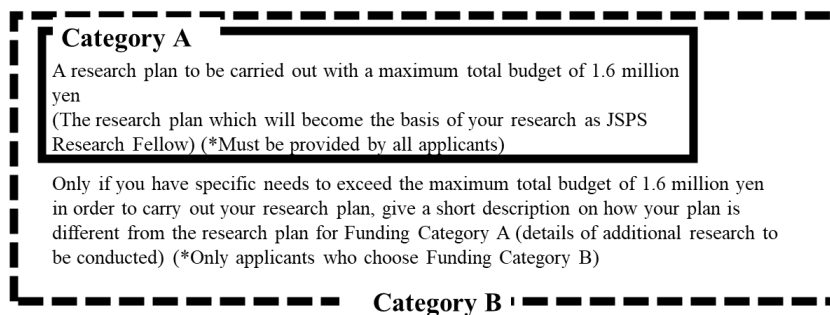 Category A
A research plan to be carried out with a maximum total budget of 1.6 million
yen
(The research plan which will become the basis of your research as JSPS
Research Fellow) (*Must be provided by all applicants)
Only if you have specific needs to exceed the maximum total budget of 1.6 million yen
in order to carry out your research plan, give a short description on how your plan is
different from the research plan for Funding Category A (details of additional research to
be conducted) (*Only applicants who choose Funding Category B)
Category B